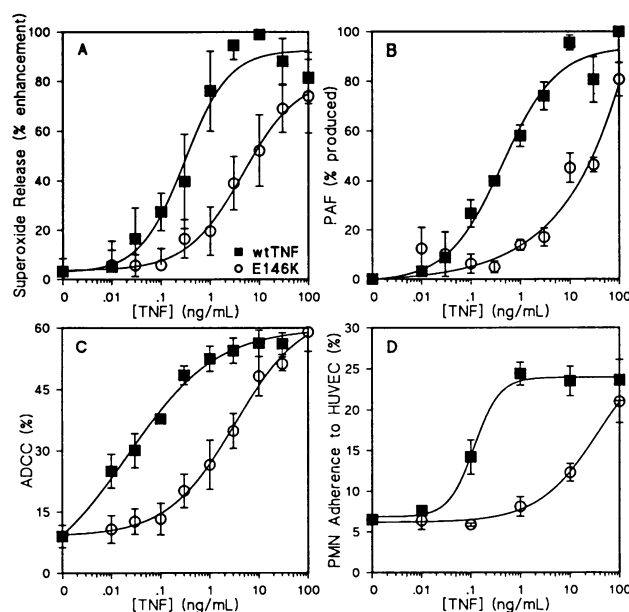 Superoxide Release (% enhancement)
100
80
60
40
20
0
A
■ wtTNF
○ E146K
0 .01 .1 1 10 100
[TNF] (ng/mL)
PAF (% produced)
100
80
60
40
20
0
B
0 .01 .1 1 10 100
[TNF] (ng/mL)
ADCC (%)
60
45
30
15
0
C
0 .01 .1 1 10 100
[TNF] (ng/mL)
PMN Adherence to HUVEC (%)
30
25
20
15
10
5
0
D
0 .01 .1 1 10 100
[TNF] (ng/mL)